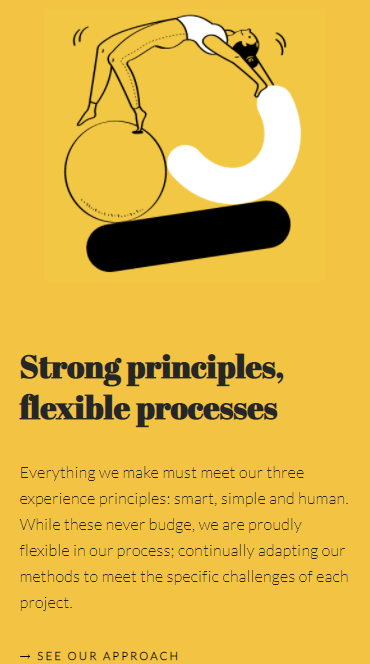 Strong principles,
flexible processes
Everything we make must meet our three
experience principles: smart, simple and human.
While these never budge, we are proudly
flexible in our process; continually adapting our
methods to meet the specific challenges of each
project.
→ SEE OUR APPROACH